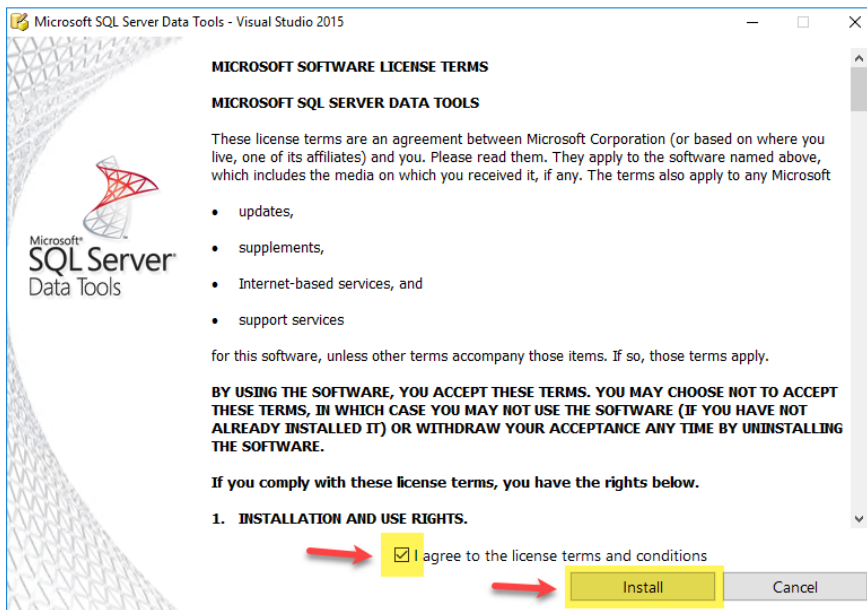 Microsoft SQL Server Data Tools - Visual Studio 2015
MICROSOFT SOFTWARE LICENSE TERMS
MICROSOFT SQL SERVER DATA TOOLS
These license terms are an agreement between Microsoft Corporation (or based on where you
live, one of its affiliates) and you. Please read them. They apply to the software named above,
which includes the media on which you received it, if any. The terms also apply to any Microsoft
• updates,
• supplements,
• Internet-based services, and
• support services
for this software, unless other terms accompany those items. If so, those terms apply.
BY USING THE SOFTWARE, YOU ACCEPT THESE TERMS. YOU MAY CHOOSE NOT TO ACCEPT
THESE TERMS, IN WHICH CASE YOU MAY NOT USE THE SOFTWARE (IF YOU HAVE NOT
ALREADY INSTALLED IT) OR WITHDRAW YOUR ACCEPTANCE ANY TIME BY UNINSTALLING
THE SOFTWARE.
If you comply with these license terms, you have the rights below.
1. INSTALLATION AND USE RIGHTS.
Microsoft®
SQL Server
Data Tools
I agree to the license terms and conditions
Install
Cancel